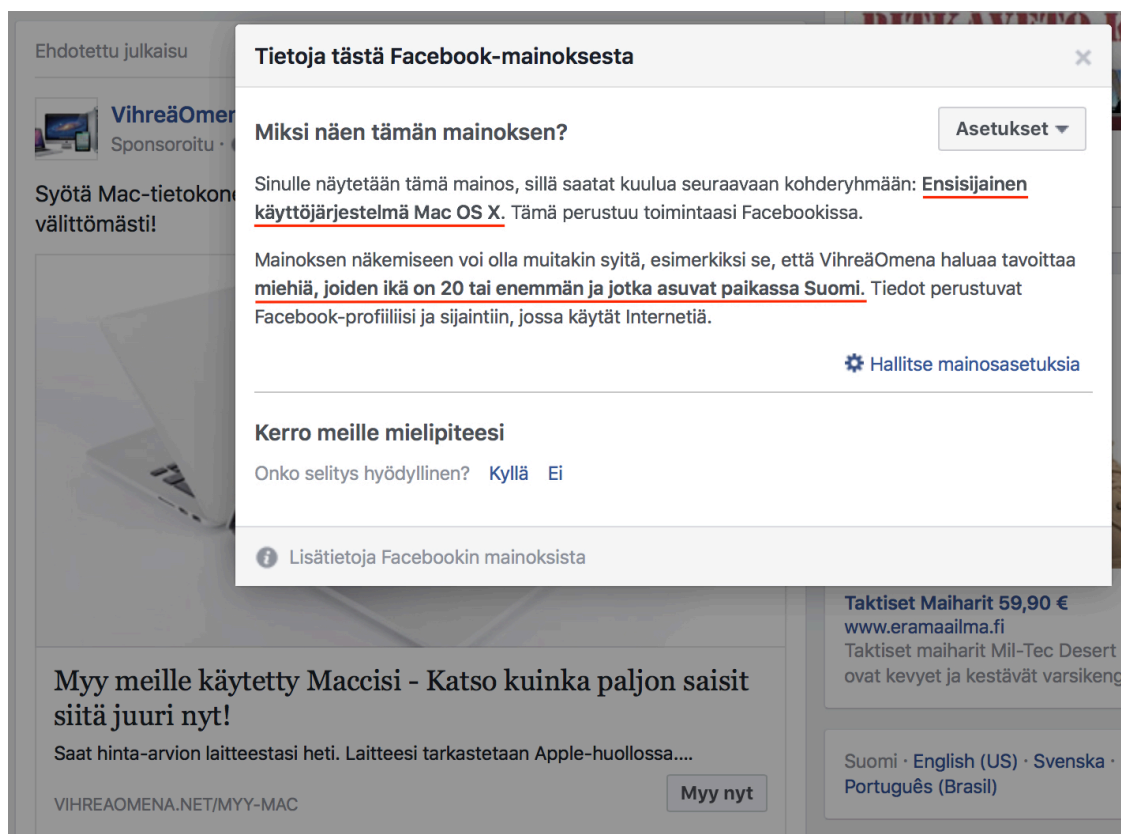 Ehdotettu julkaisu
VihreäOmen
Sponsoroitu ·
Syötä Mac-tietokone
välittömästi!
Tietoja tästä Facebook-mainoksesta
Miksi näen tämän mainoksen?
Asetukset
Sinulle näytetään tämä mainos, sillä saatat kuulua seuraavaan kohderyhmään: Ensisijainen
käyttöjärjestelmä Mac OS X. Tämä perustuu toimintaasi Facebookissa.
Mainoksen näkemiseen voi olla muitakin syitä, esimerkiksi se, että VihreäOmena haluaa tavoittaa
miehiä, joiden ikä on 20 tai enemmän ja jotka asuvat paikassa Suomi. Tiedot perustuvat
Facebook-profiiliisi ja sijaintiin, jossa käytät Internetiä.
Hallitse mainosasetuksia
Kerro meille mielipiteesi
Onko selitys hyödyllinen? Kyllä Ei
Lisätietoja Facebookin mainoksista
Myy meille käytetty Maccisi - Katso kuinka paljon saisit
siitä juuri nyt!
Saat hinta-arvion laitteestasi heti. Laitteesi tarkastetaan Apple-huollossa....
VIHREAOMENA.NET/MYY-MAC
Myy nyt
Taktiset Maiharit 59,90 €
www.eramaailma.fi
Taktiset maiharit Mil-Tec Desert
ovat kevyet ja kestävät varsikeng
Suomi · English (US) · Svenska ·
Português (Brasil)